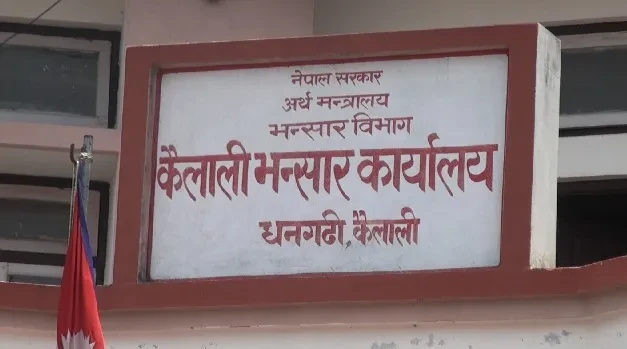 नेपाल सरकार
अर्थ मन्त्रालय
भन्सार विभाग
कैलाली भन्सार कार्यालय
धनगढी, कैलाली